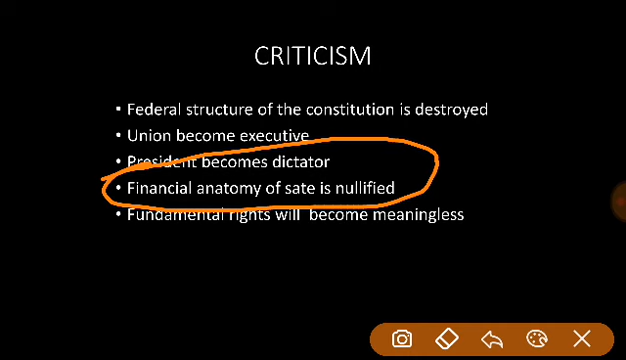 CRITICISM
• Federal structure of the constitution is destroyed
• Union become executive
• President becomes dictator
• Financial anatomy of sate is nullified
• Fundamental rights will become meaningless